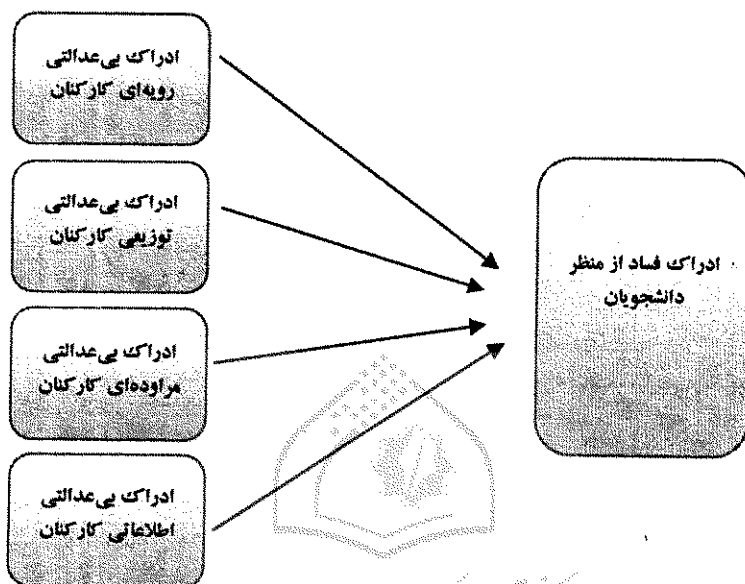 ادراک بی‌عدالتی
رویه‌ای کارکنان
ادراک بی‌عدالتی
توزیعی کارکنان
ادراک بی‌عدالتی
مراوده‌ای کارکنان
ادراک بی‌عدالتی
اطلاعاتی کارکنان
ادراک فساد از منظر
دانشجویان